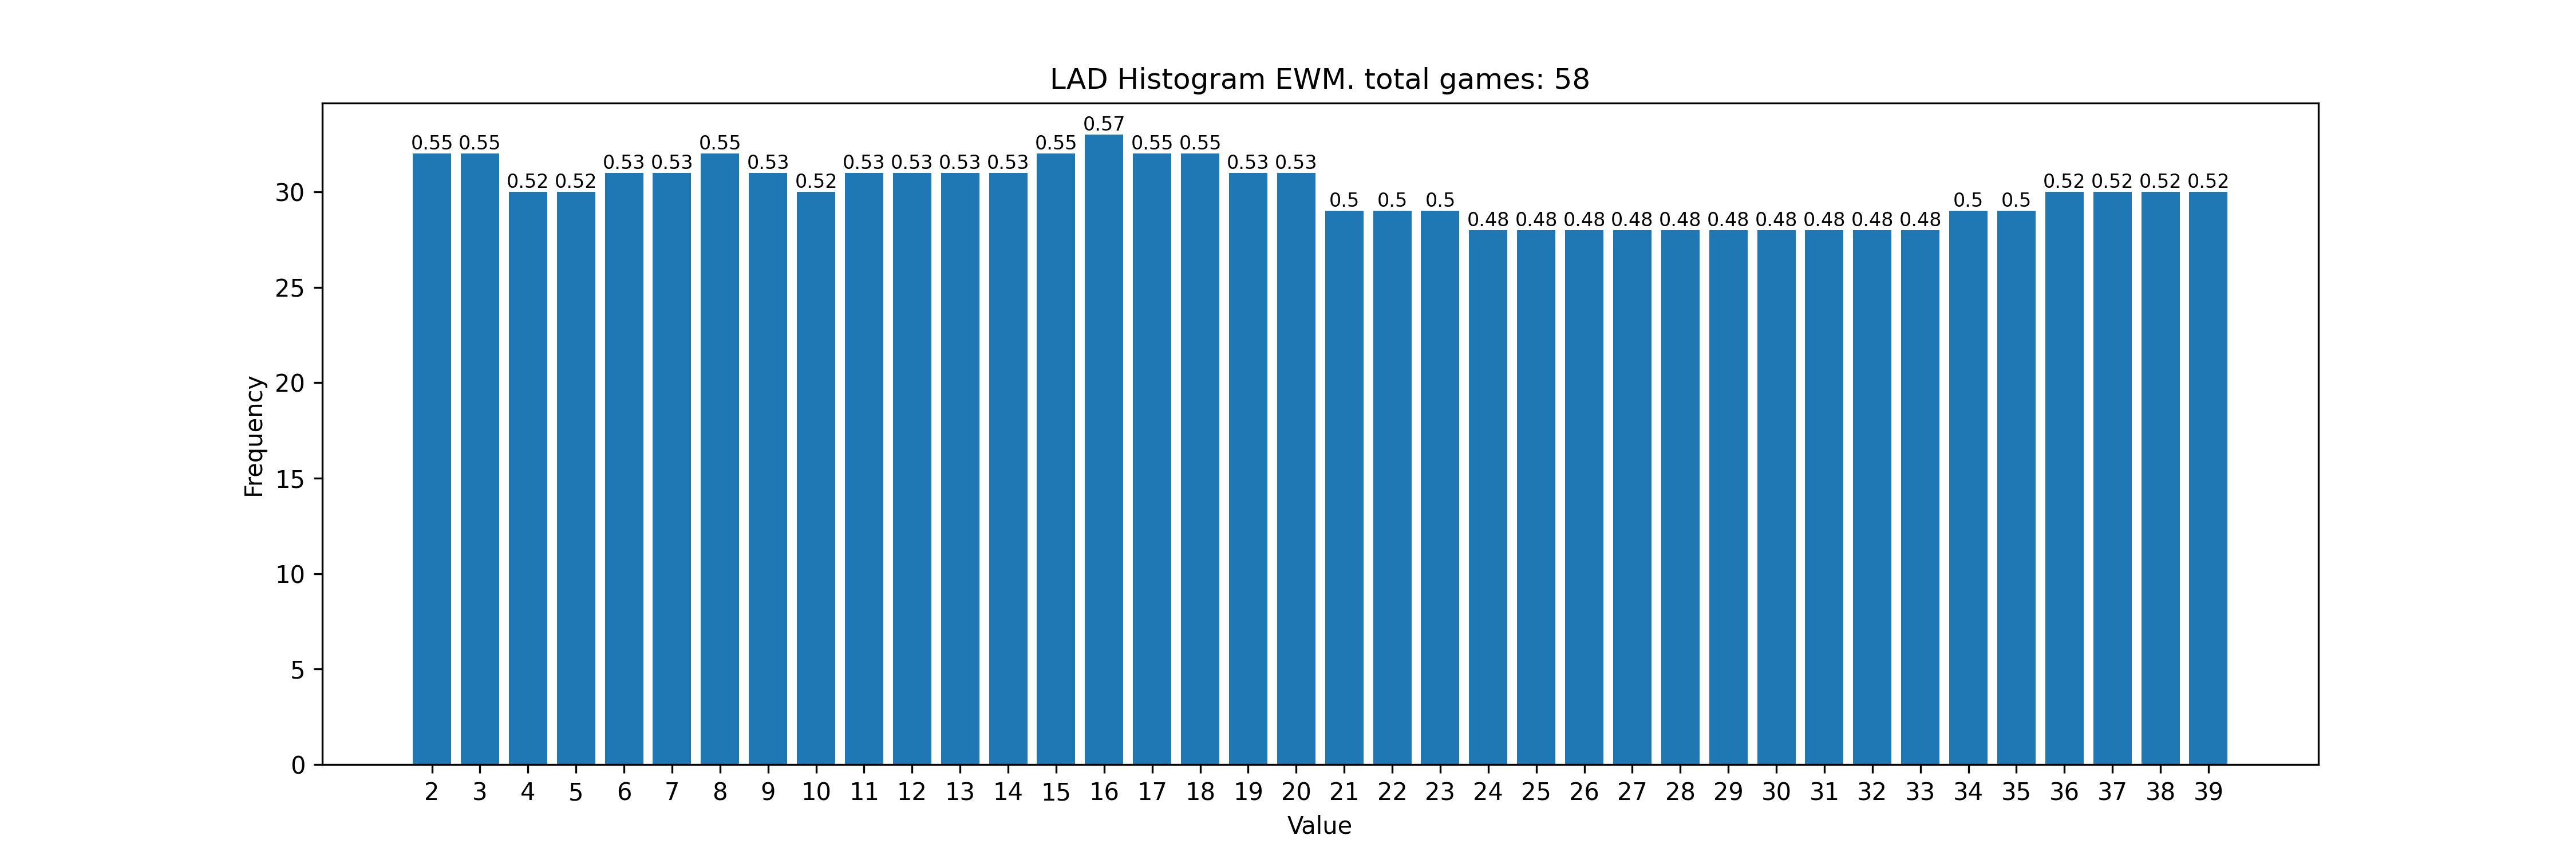 LAD Histogram EWM. total games: 58
0.55 0.55 0.52 0.52 0.53 0.53 0.55 0.53 0.52 0.53 0.53 0.53 0.53 0.55 0.57 0.55 0.55 0.53 0.53 0.5 0.5 0.5 0.48 0.48 0.48 0.48 0.48 0.48 0.48 0.48 0.48 0.48 0.5 0.5 0.52 0.52 0.52 0.52
30
25
20
15
10
5
0
Frequency
2 3 4 5 6 7 8 9 10 11 12 13 14 15 16 17 18 19 20 21 22 23 24 25 26 27 28 29 30 31 32 33 34 35 36 37 38 39
Value